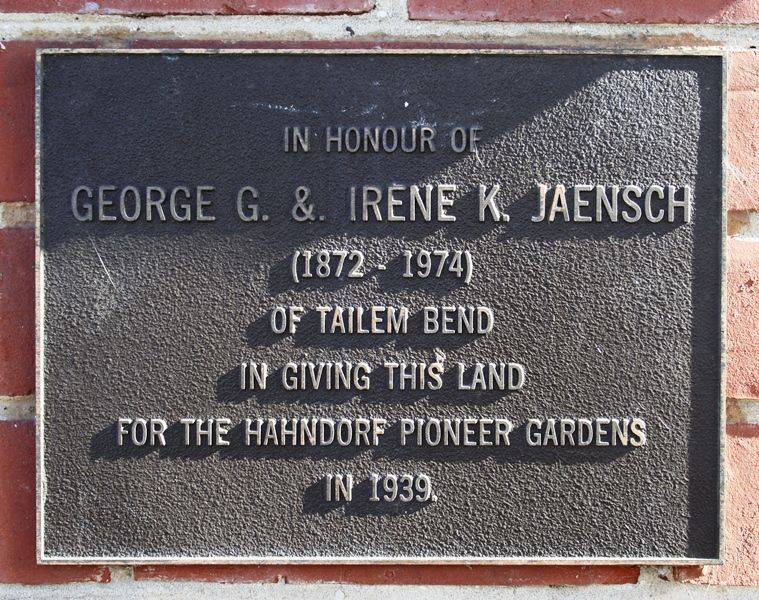 IN HONOUR OF
GEORGE G. &. IRENE K. JAENSCH
(1872 - 1974)
OF TAILEM BEND
IN GIVING THIS LAND
FOR THE HAHNDORF PIONEER GARDENS
IN 1939.